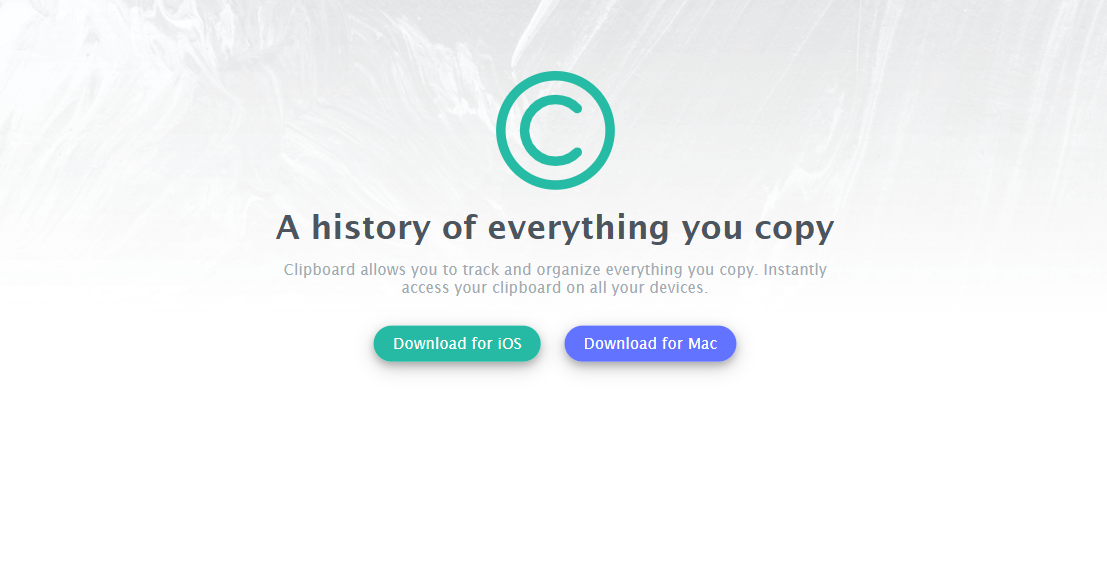 ©
A history of everything you copy
Clipboard allows you to track and organize everything you copy. Instantly
access your clipboard on all your devices.
Download for iOS
Download for Mac